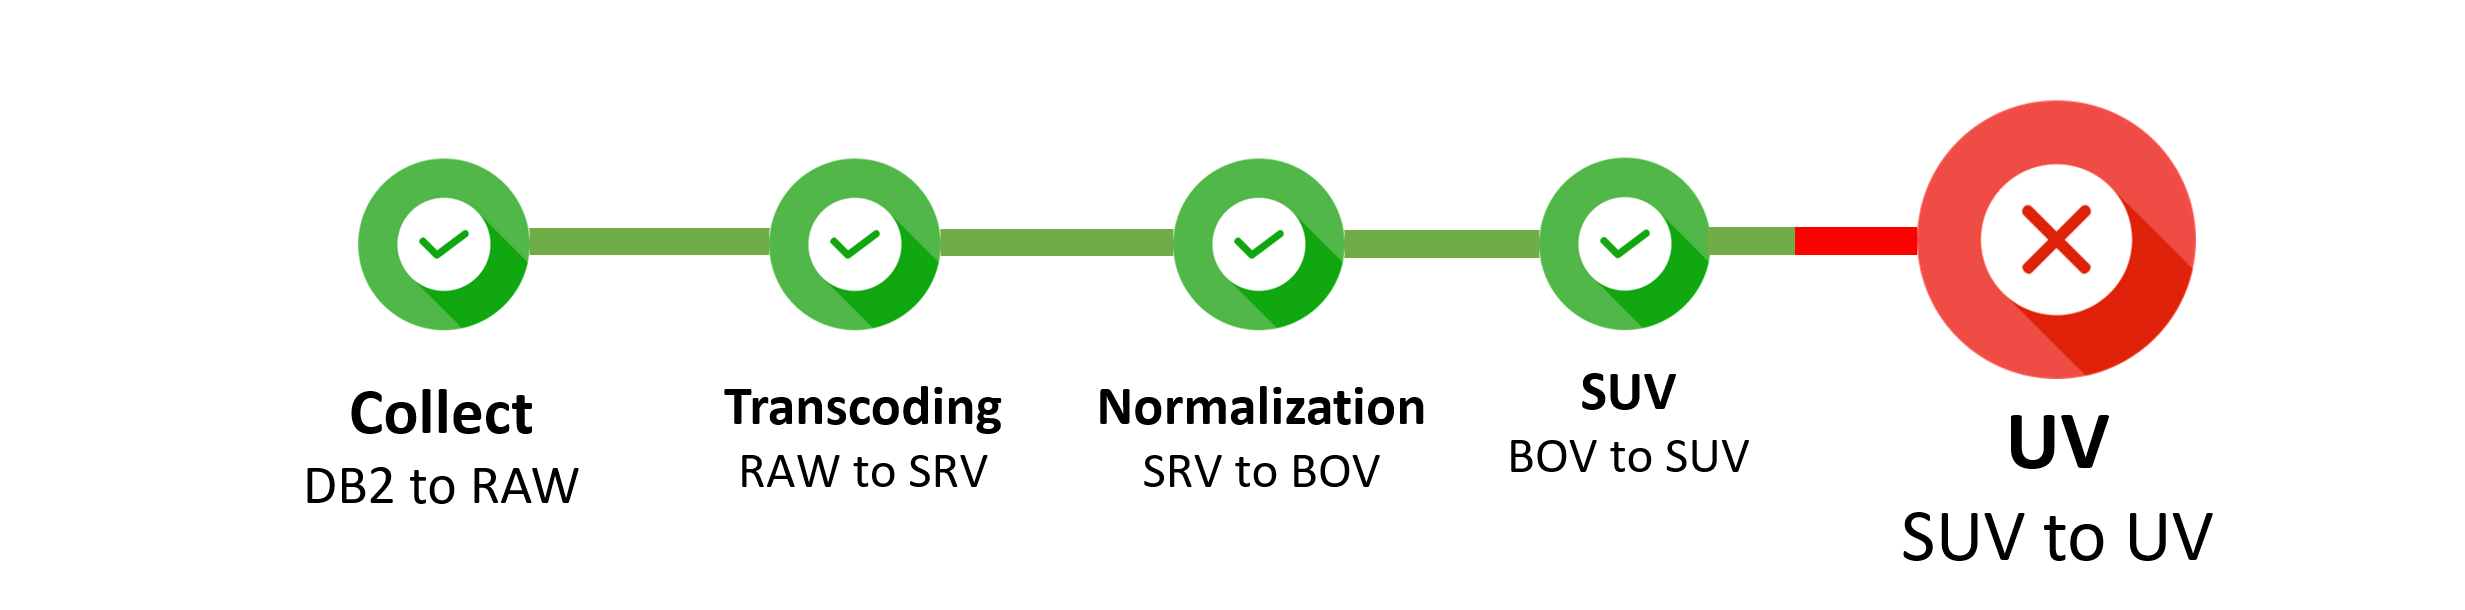 Collect
DB2 to RAW
Transcoding
RAW to SRV
Normalization
SRV to BOV
SUV
BOV to SUV
UV
SUV to UV